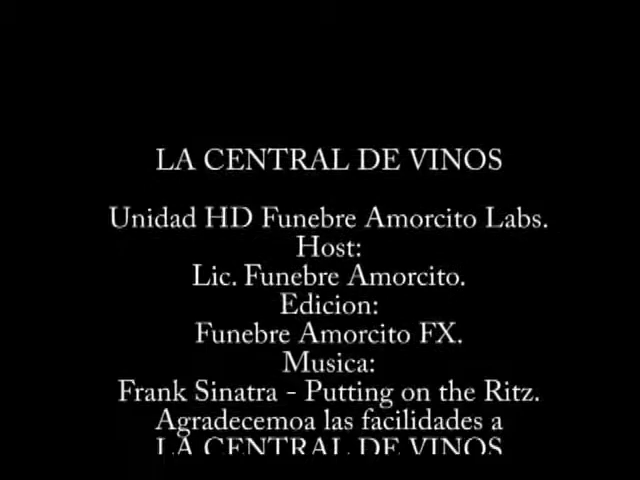 LA CENTRAL DE VINOS
Unidad HD Funebre Amorcito Labs.
Host:
Lic. Funebre Amorcito.
Edicion:
Funebre Amorcito FX.
Musica:
Frank Sinatra - Putting on the Ritz.
Agradecemoa las facilidades a
LA CENTRAL DE VINOS